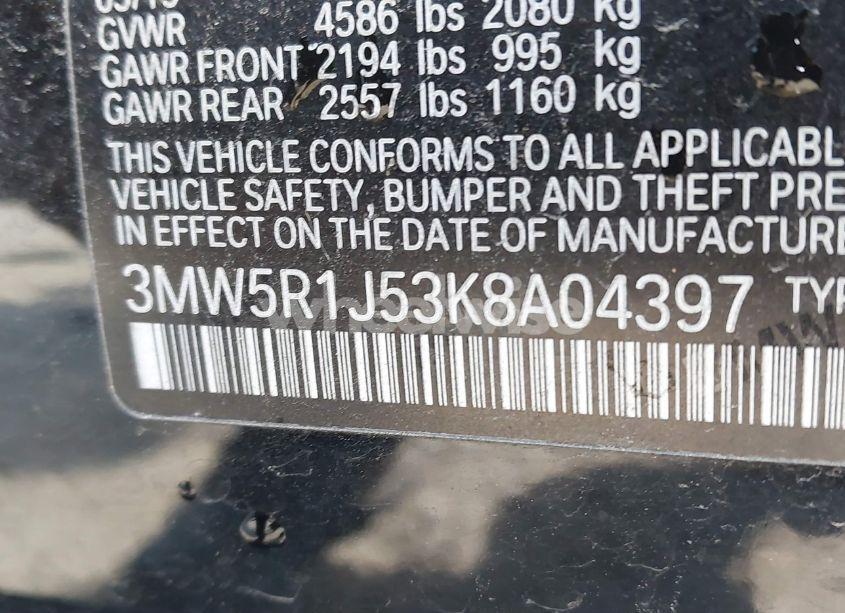 GVWR 4586 lbs 2080 kg
GAWR FRONT 2194 lbs 995 kg
GAWR REAR 2557 lbs 1160 kg
THIS VEHICLE CONFORMS TO ALL APPLICABL
VEHICLE SAFETY, BUMPER AND THEFT PRE
IN EFFECT ON THE DATE OF MANUFACTURE
3MW5R1J53K8A04397 TYP